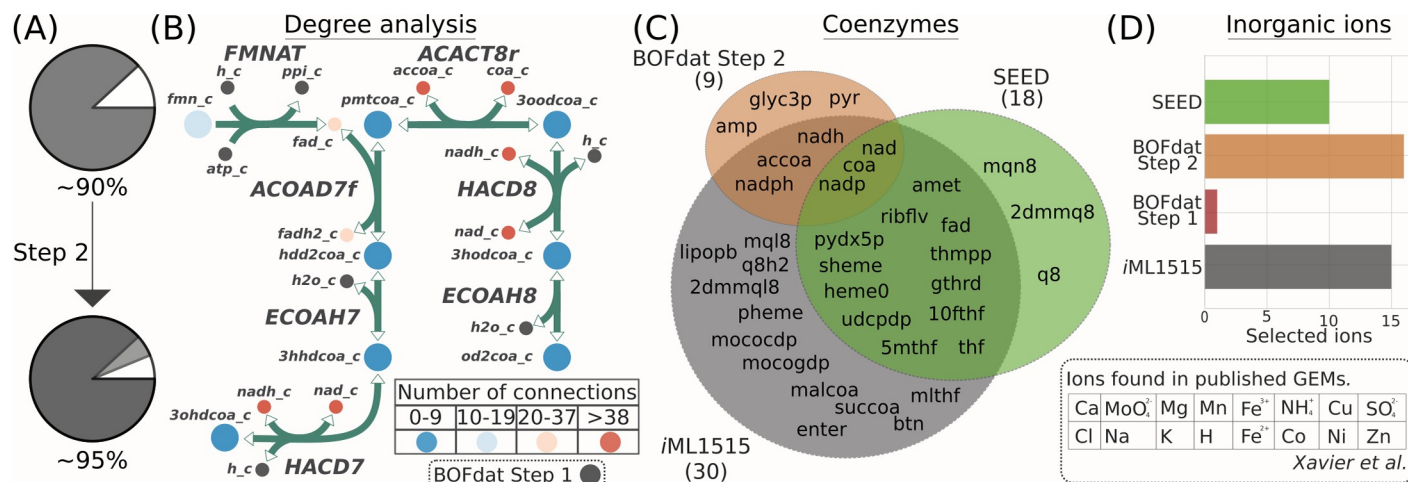 (A)
~90%
Step 2
~95%
(B)
Degree analysis
FMNAT
h_c
ppi_c
fmn_c
atp_c
fad_c
ACACT8r
accoa_c
coa_c
pmtcoa_c
3oodcoa_c
ACOAD7f
nadh_c
h_c
HACD8
fadh2_c
nad_c
hdd2coa_c
3hodcoa_c
h2o_c
ECOAH7
ECOAH8
h2o_c
3hhdcoa_c
od2coa_c
nadh_c
nad_c
3ohdcoa_c
h_c
HACD7
Number of connections
0-9 10-19 20-37 >38
BOFdat Step 1
(C)
Coenzymes
BOFdat Step 2
(9)
SEED
(18)
glyc3p pyr
amp
nadh
nad
accoa
coa
nadph
nadp
amet
mqn8
ribflv
fad
2dmmq8
pydx5p
thmpp
lipopb
mql8
q8h2
sheme
gthrd
q8
2dmmql8
heme0
pheme
udcpdp
10fthf
mococdp
5mthf
thf
mocogdp
malcoa
mlthf
succoa
btn
enter
iML1515
(30)
(D)
Inorganic ions
SEED
BOFdat
Step 2
BOFdat
Step 1
iML1515
0 5 10 15
Selected ions
Ions found in published GEMs.
Ca MoO₄²⁻ Mg Mn Fe³⁺ NH₄⁺ Cu SO₄²⁻
Cl Na K H Fe²⁺ Co Ni Zn
Xavier et al.